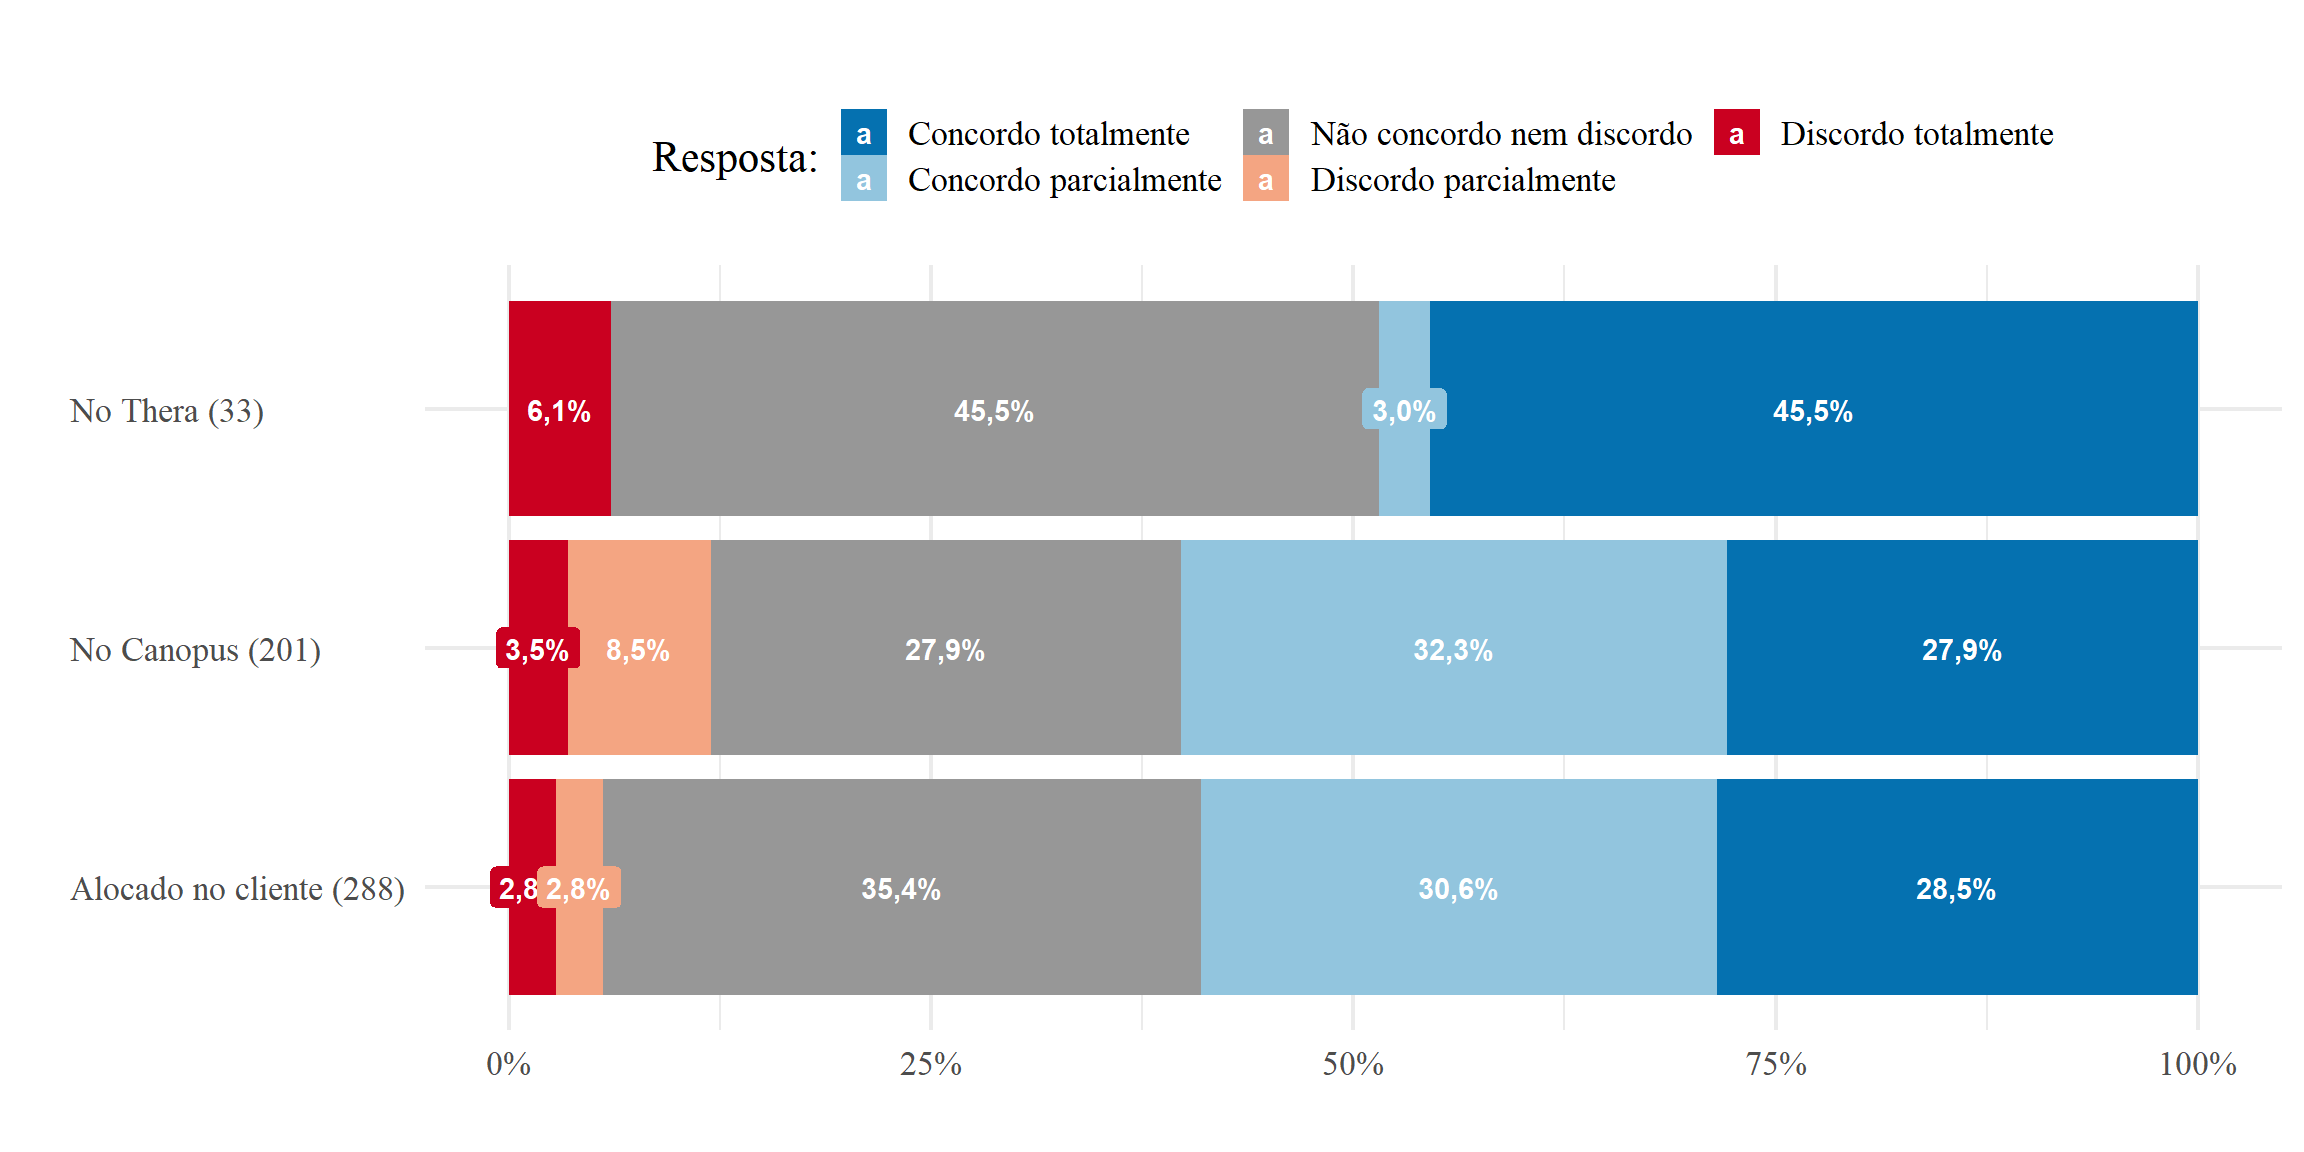 Resposta:
a Concordo totalmente
a Não concordo nem discordo
a Discordo totalmente
a Concordo parcialmente
a Discordo parcialmente
No Thera (33)
6,1% 45,5% 3,0% 45,5%
No Canopus (201)
3,5% 8,5% 27,9% 32,3% 27,9%
Alocado no cliente (288)
2,8 2,8% 35,4% 30,6% 28,5%
0% 25% 50% 75% 100%